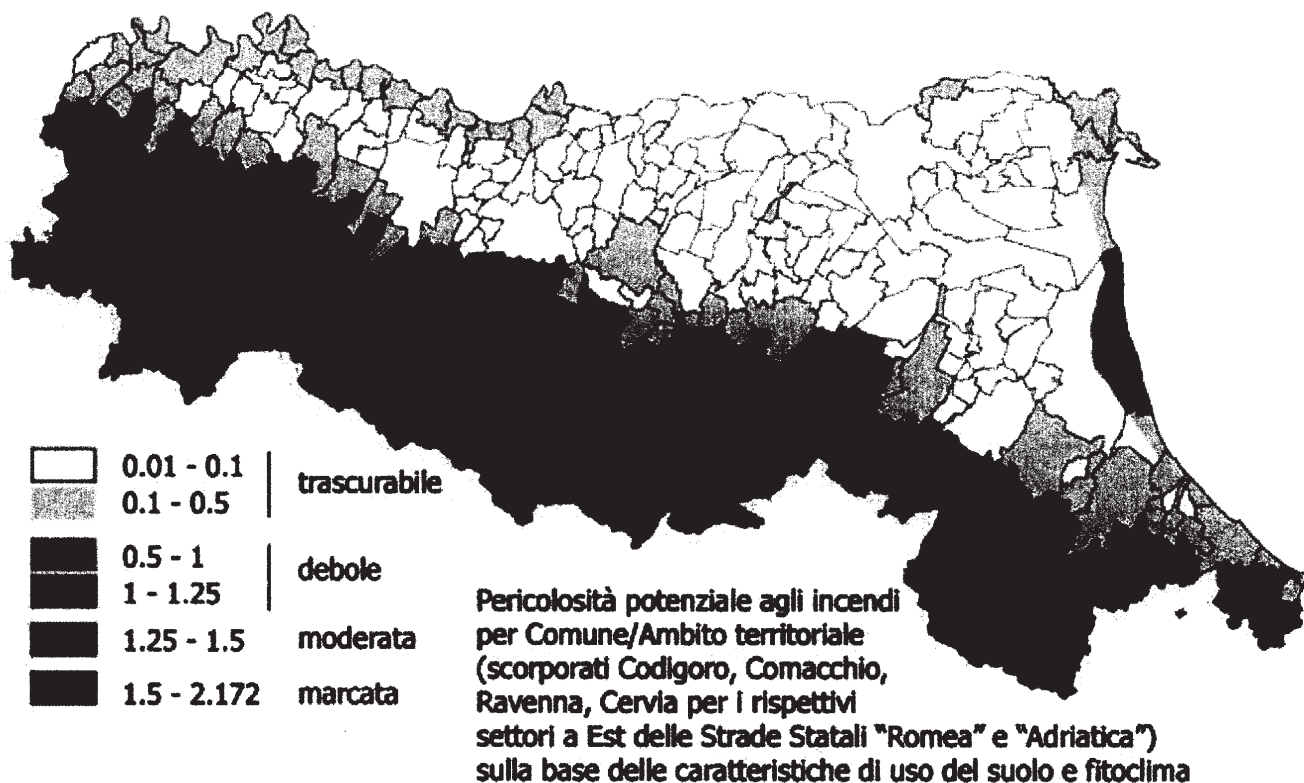 0.01 - 0.1
0.1 - 0.5
trascurabile
0.5 - 1
1 - 1.25
debole
1.25 - 1.5 moderata
1.5 - 2.172 marcata
Pericolosità potenziale agli incendi
per Comune/Ambito territoriale
(scorporati Codigoro, Comacchio,
Ravenna, Cervia per i rispettivi
settori a Est delle Strade Statali "Romea" e "Adriatica")
sulla base delle caratteristiche di uso del suolo e fitoclima